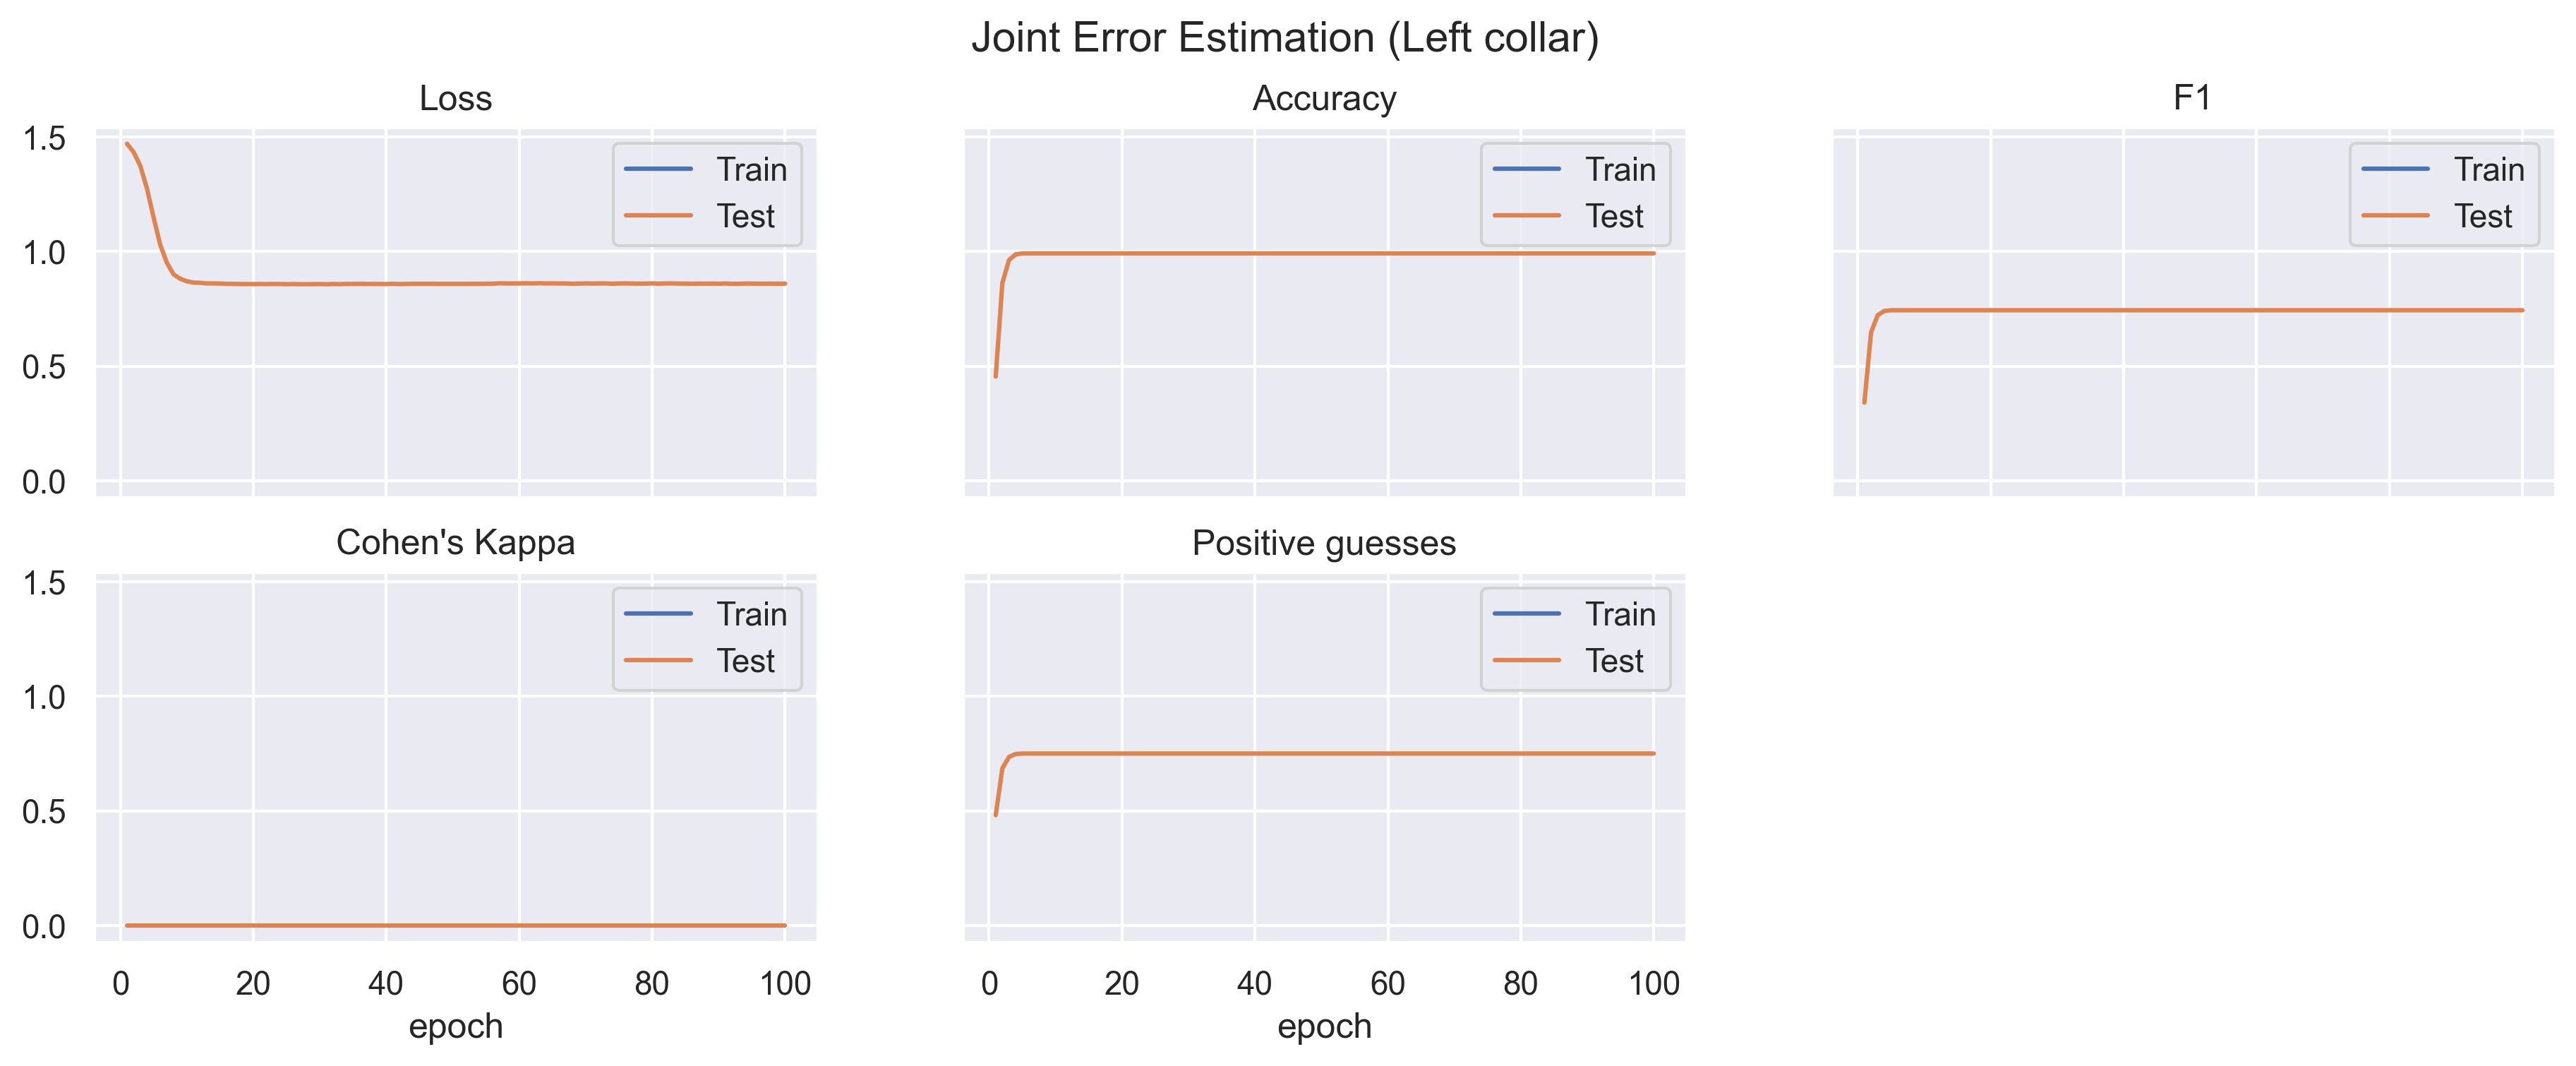 Joint Error Estimation (Left collar)
Loss
Accuracy
F1
1.5
1.0
0.5
0.0
Train
Test
Train
Test
Train
Test
Cohen's Kappa
Positive guesses
1.5
1.0
0.5
0.0
Train
Test
Train
Test
0 20 40 60 80 100
epoch
0 20 40 60 80 100
epoch